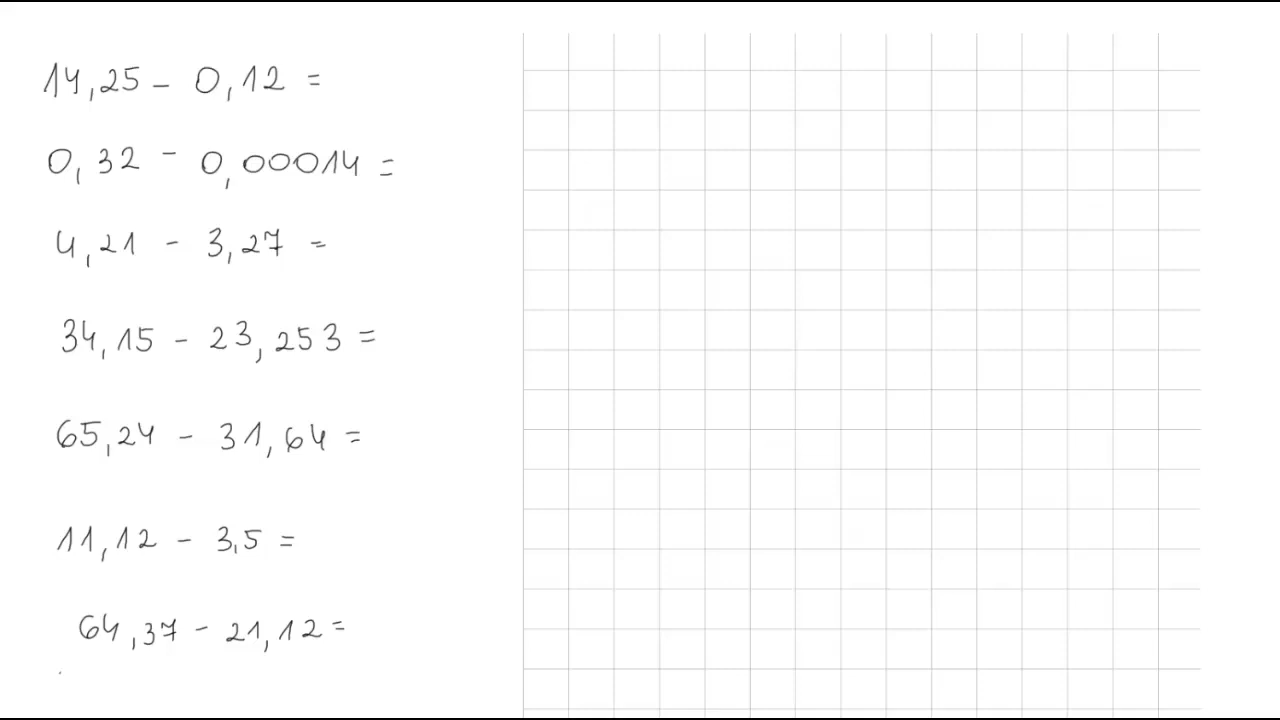 14,25 - 0,12 =
0,32 - 0,00014 =
4,21 - 3,27 =
34,15 - 23,253 =
65,24 - 31,64 =
11,12 - 3,5 =
64,37 - 21,12 =